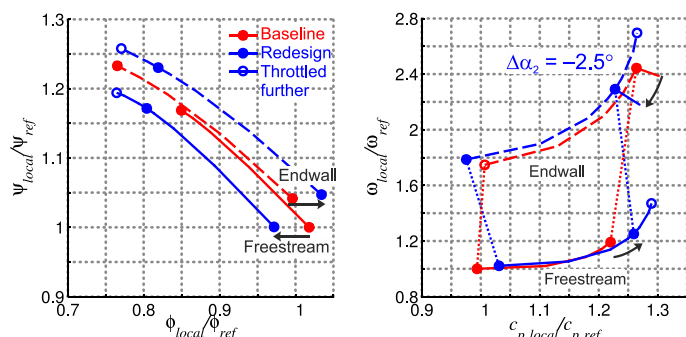 1.3
1.2
1.1
1
0.9
0.7
0.8
0.9
1
ψlocal/ψref
ϕlocal/ϕref
Baseline
Redesign
Throttled
further
Endwall
Freestream
2.8
2.4
2.0
1.6
1.2
0.8
0.9
1
1.1
1.2
1.3
ωlocal/ωref
cp,local/cp,ref
Δα2 = −2.5°
Endwall
Freestream